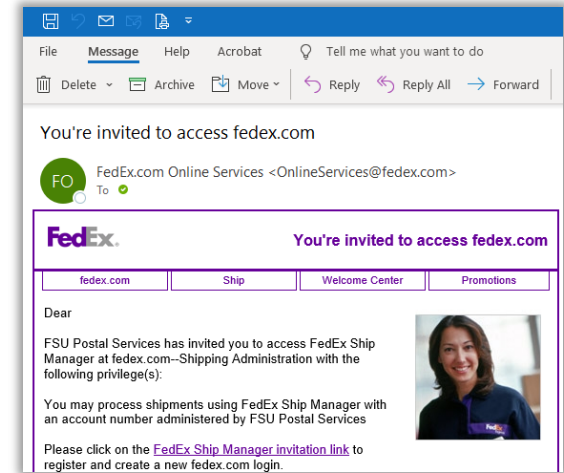 File Message Help Acrobat Tell me what you want to do
Delete Archive Move Reply Reply All Forward
You're invited to access fedex.com
FO
FedEx.com Online Services <OnlineServices@fedex.com>
To
FedEx. You're invited to access fedex.com
fedex.com Ship Welcome Center Promotions
Dear
FSU Postal Services has invited you to access FedEx Ship
Manager at fedex.com--Shipping Administration with the
following privilege(s):
You may process shipments using FedEx Ship Manager with
an account number administered by FSU Postal Services
Please click on the FedEx Ship Manager invitation link to
register and create a new fedex.com login.